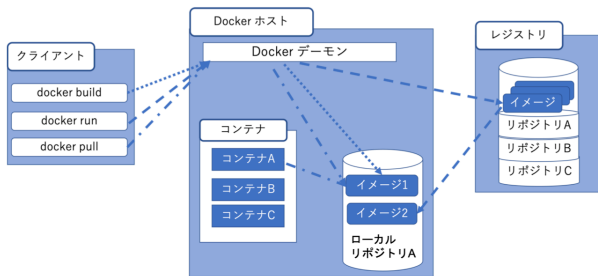 クライアント
docker build
docker run
docker pull
Docker ホスト
Docker デーモン
コンテナ
コンテナA
コンテナB
コンテナC
イメージ1
イメージ2
ローカル
リポジトリA
レジストリ
イメージ
リポジトリA
リポジトリB
リポジトリC